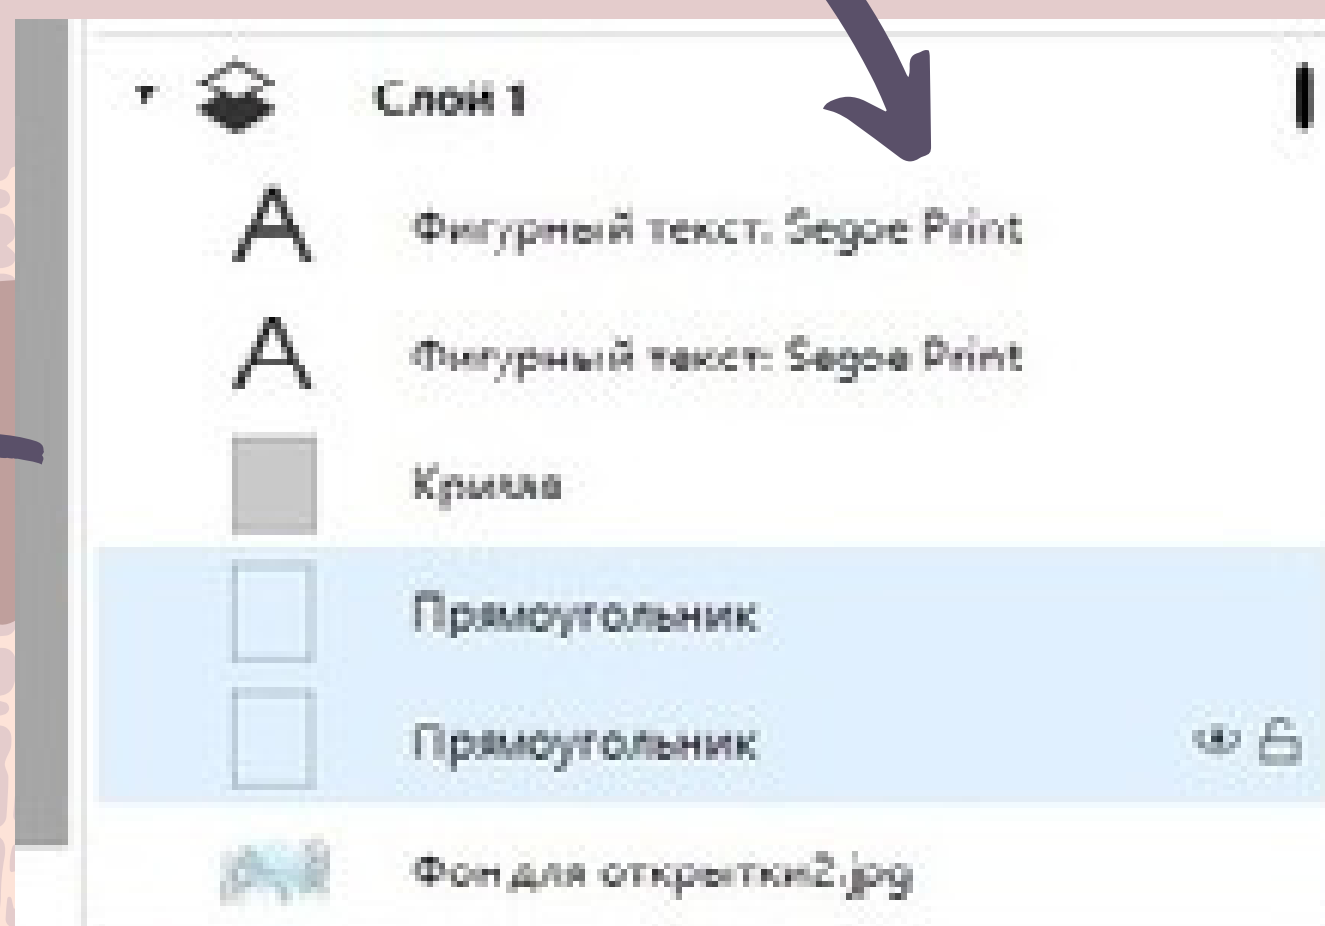 Слой 1
Фигурный текст: Segoe Print
Фигурный текст: Segoe Print
Кривая
Прямоугольник
Прямоугольник
Фон для открытки2.jpg